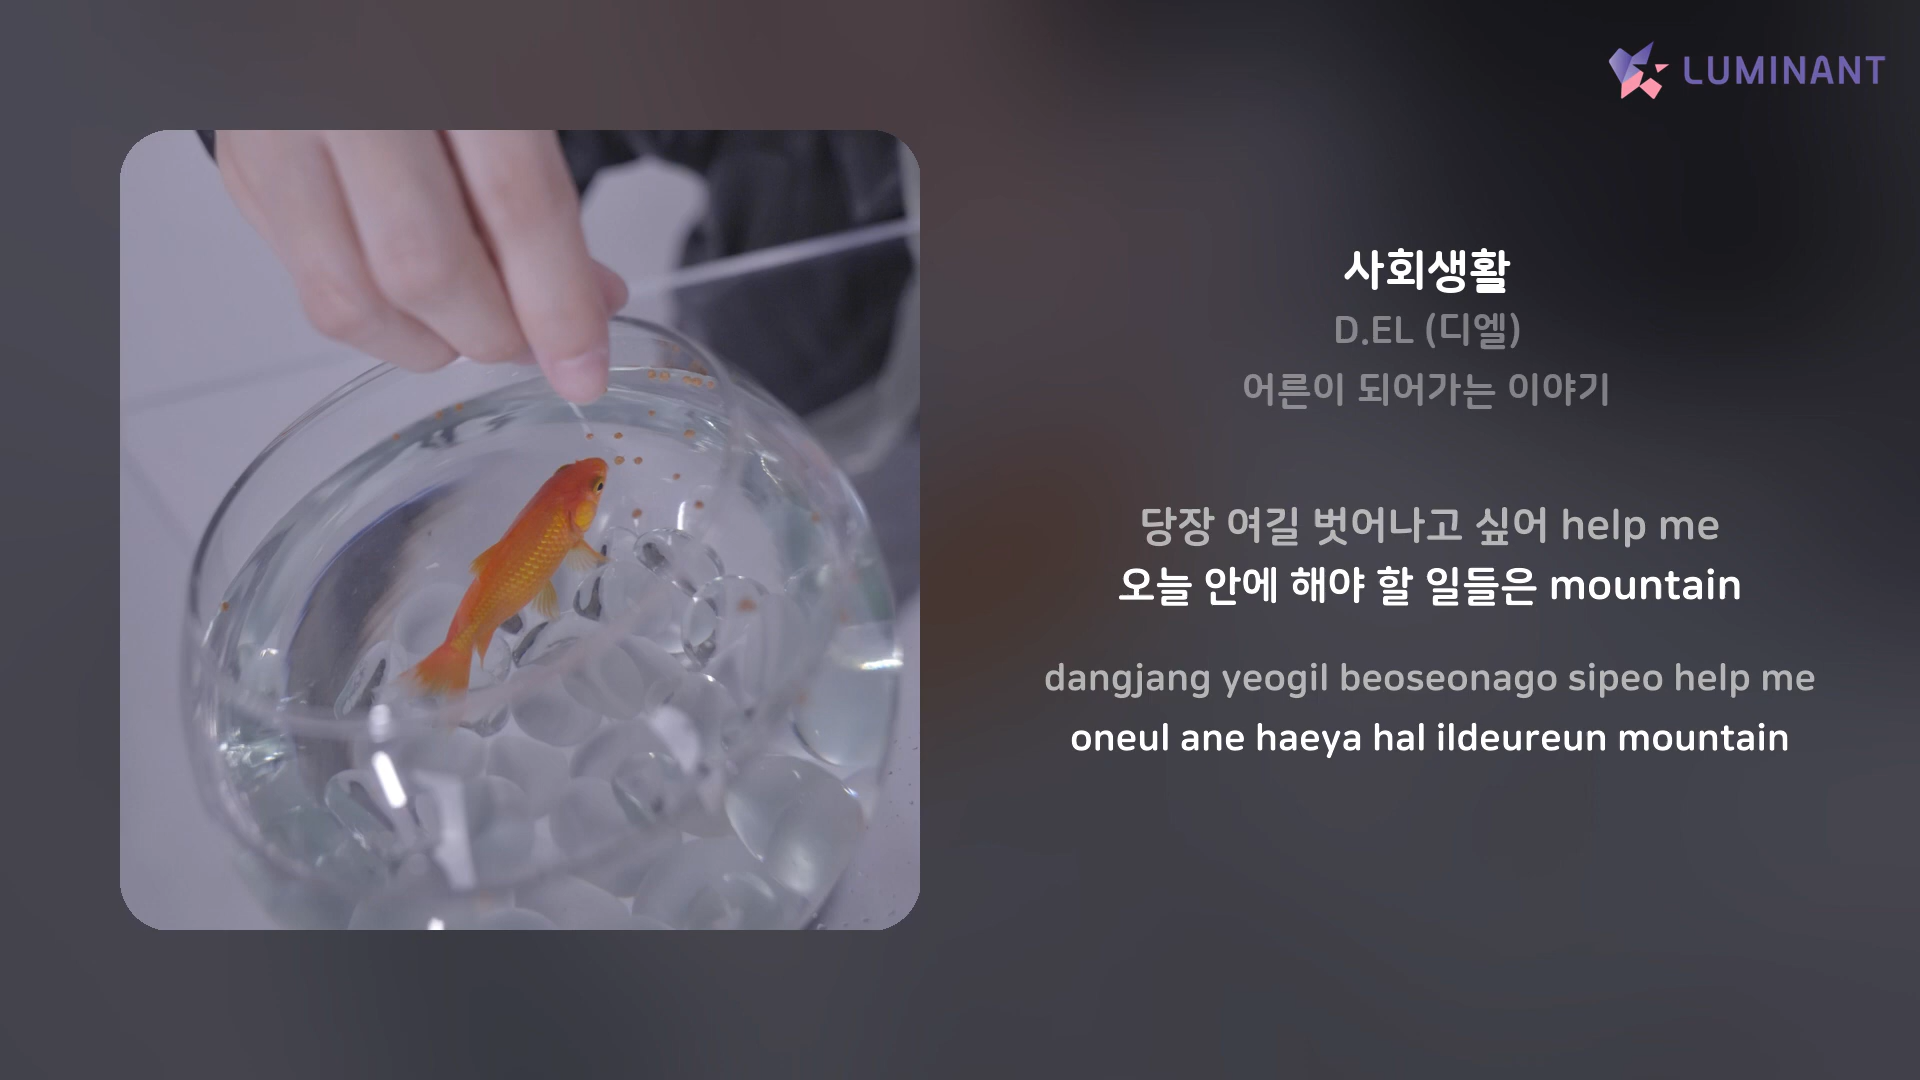 LUMINANT
사회생활
D.EL (디엘)
어른이 되어가는 이야기
당장 여길 벗어나고 싶어 help me
오늘 안에 해야 할 일들은 mountain
dangjang yeogil beoseonago sipeo help me
oneul ane haeya hal ildeureun mountain